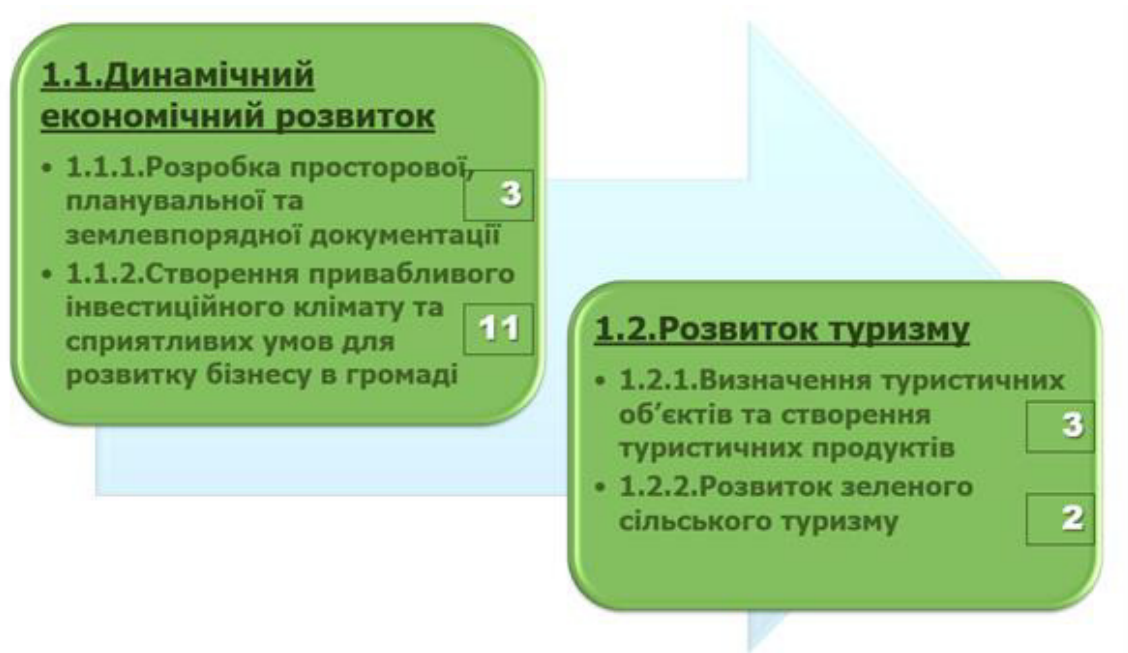 1.1.Динамічний
економічний розвиток
• 1.1.1.Розробка просторової,
планувальної та
землевпорядної документації
3
• 1.1.2.Створення привабливого
інвестиційного клімату та
сприятливих умов для
розвитку бізнесу в громаді
11
1.2.Розвиток туризму
• 1.2.1.Визначення туристичних
об’єктів та створення
туристичних продуктів
3
• 1.2.2.Розвиток зеленого
сільського туризму
2